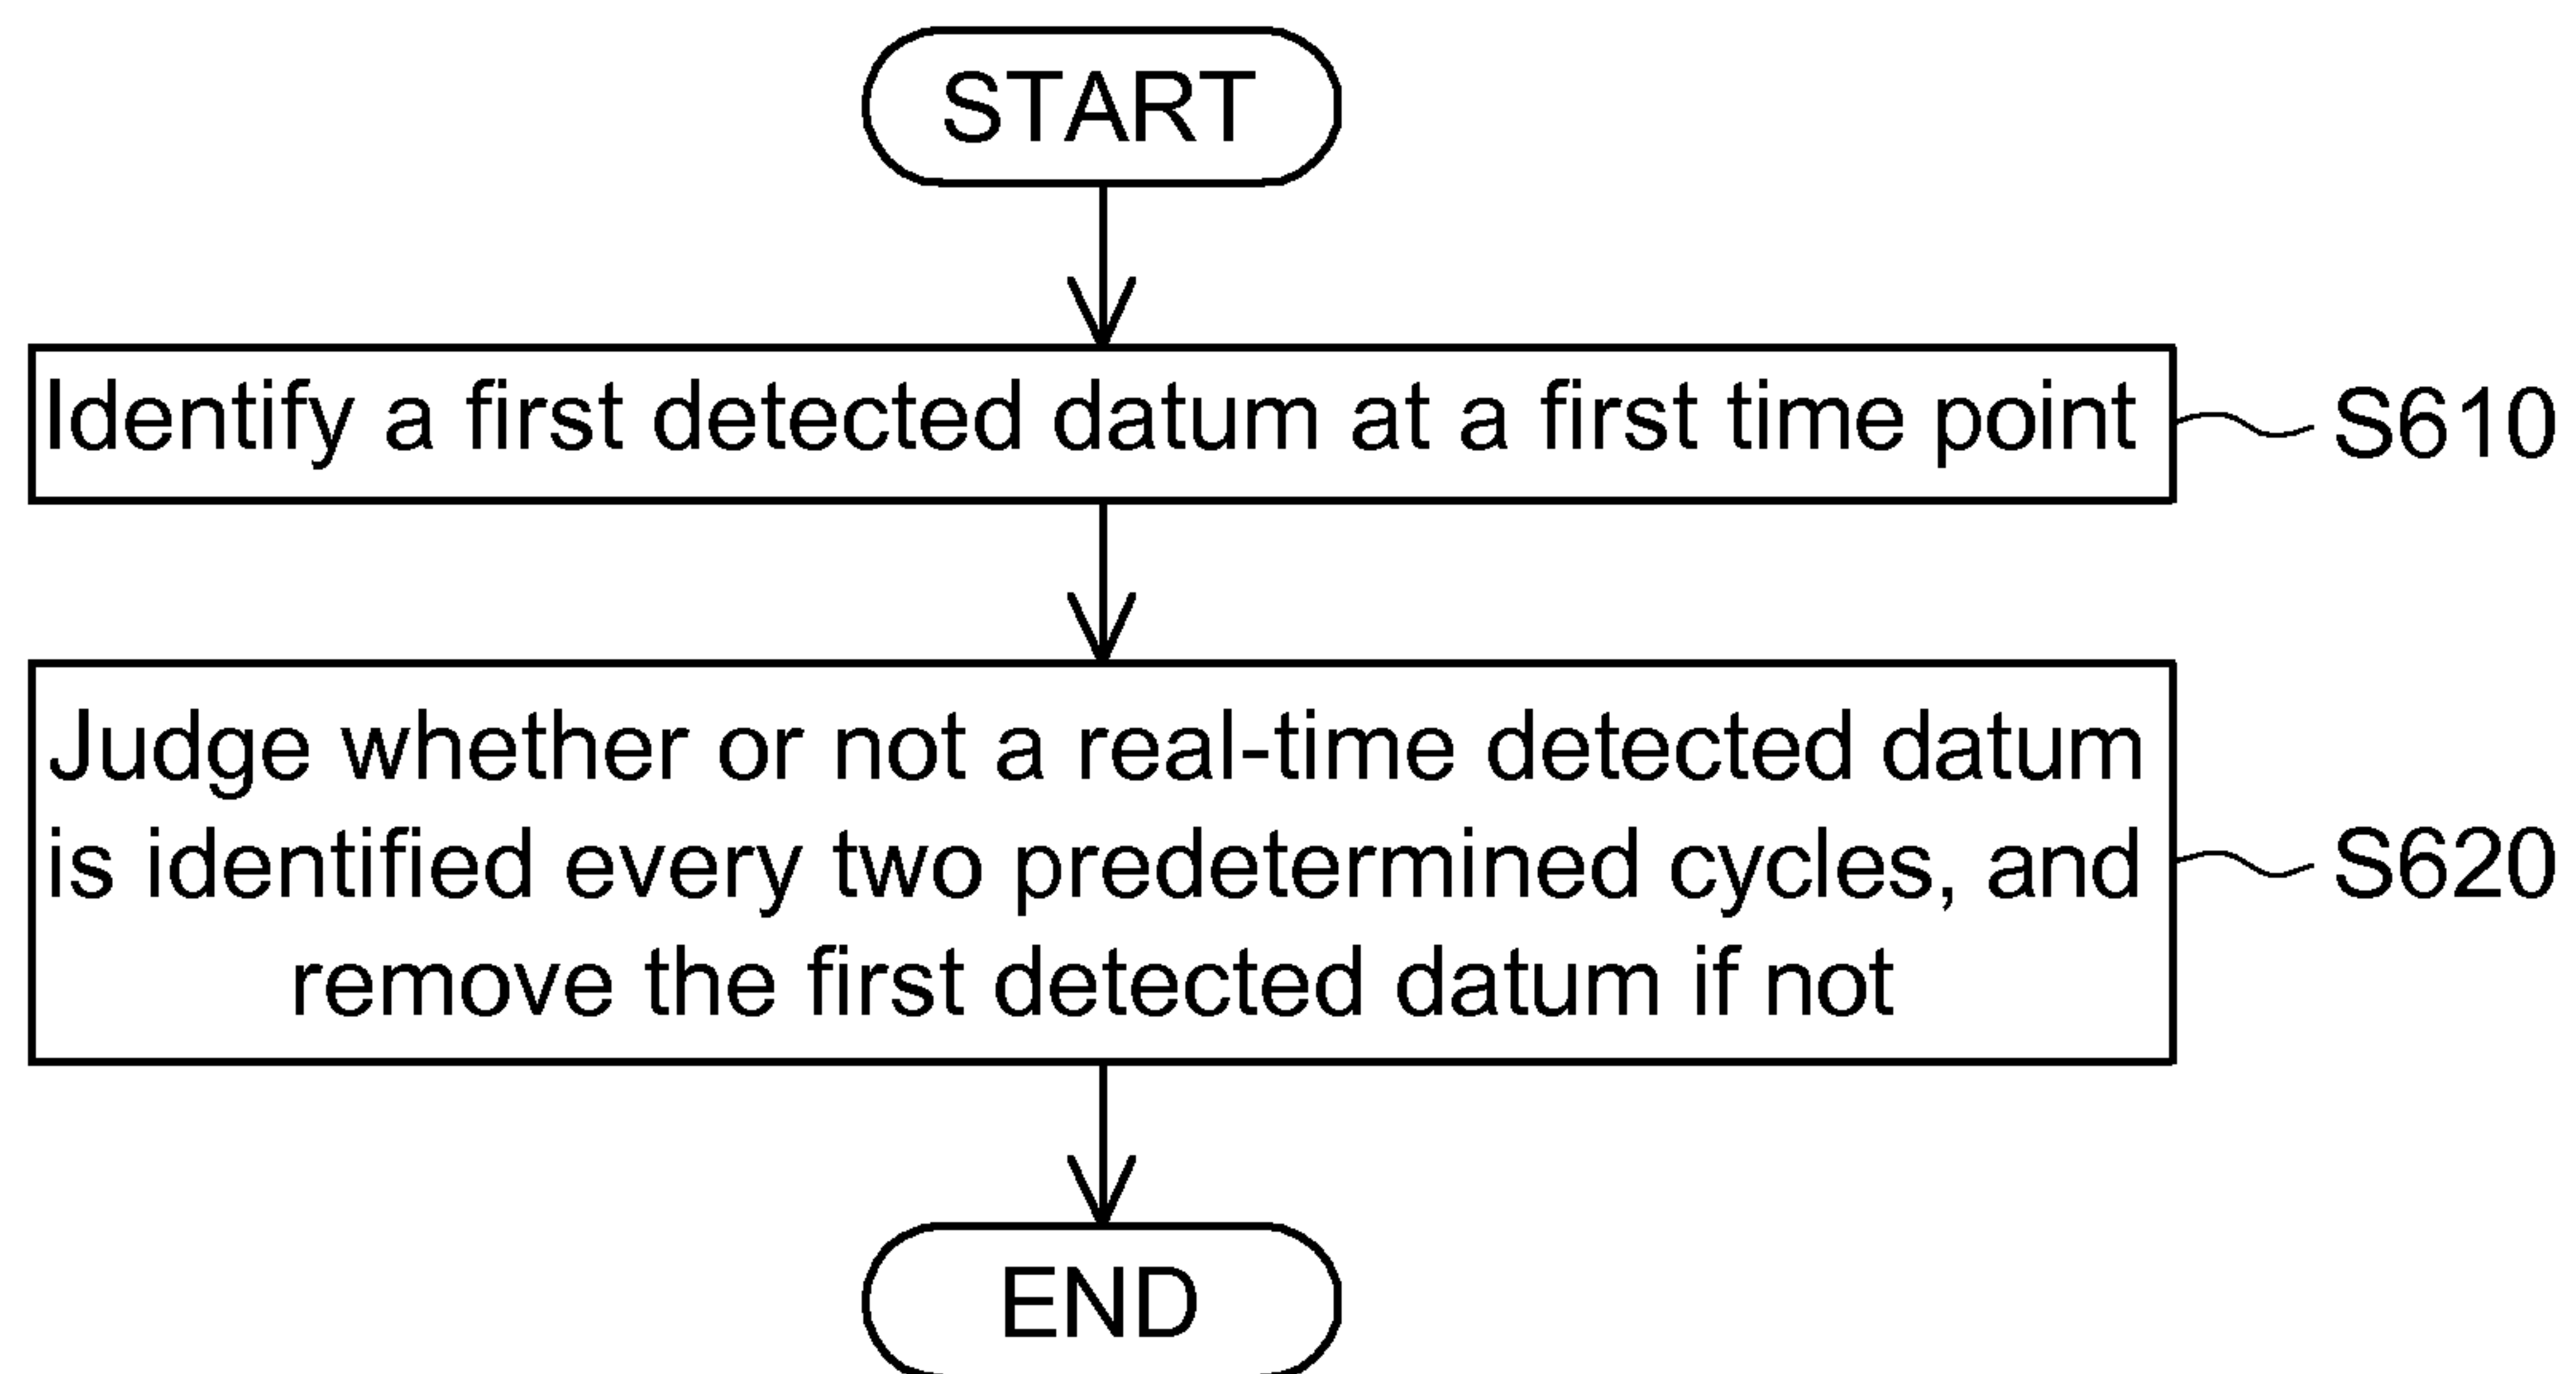 START
Identify a first detected datum at a first time point
S610
Judge whether or not a real-time detected datum
is identified every two predetermined cycles, and
remove the first detected datum if not
S620
END